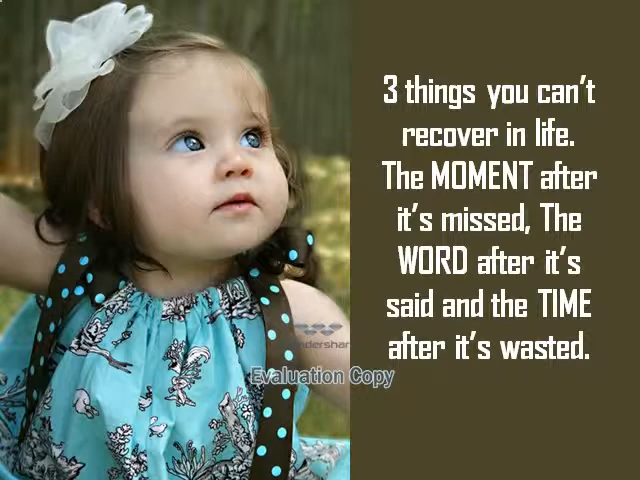 3 things you can't
recover in life.
The MOMENT after
it's missed, The
WORD after it's
said and the TIME
after it's wasted.
Evaluation Copy